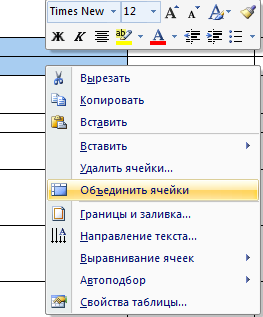 Times New 12 A A A
Ж К ab A
Вырезать
Копировать
Вставить
Вставить
Удалить ячейки...
Объединить ячейки
Границы и заливка...
Направление текста...
Выравнивание ячеек
Автоподбор
Свойства таблицы...